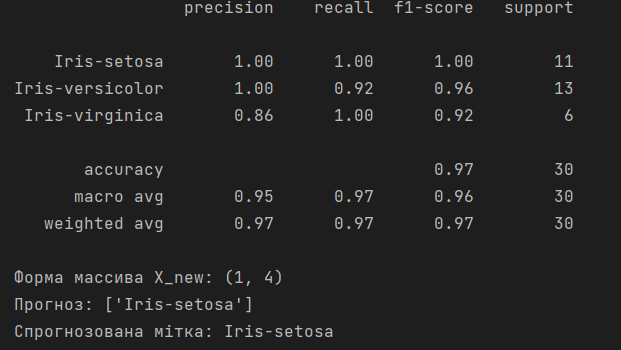 precision recall f1-score support
Iris-setosa 1.00 1.00 1.00 11
Iris-versicolor 1.00 0.92 0.96 13
Iris-virginica 0.86 1.00 0.92 6
accuracy 0.97 30
macro avg 0.95 0.97 0.96 30
weighted avg 0.97 0.97 0.97 30
Форма массива X_new: (1, 4)
Прогноз: ['Iris-setosa']
Спрогнозована мітка: Iris-setosa